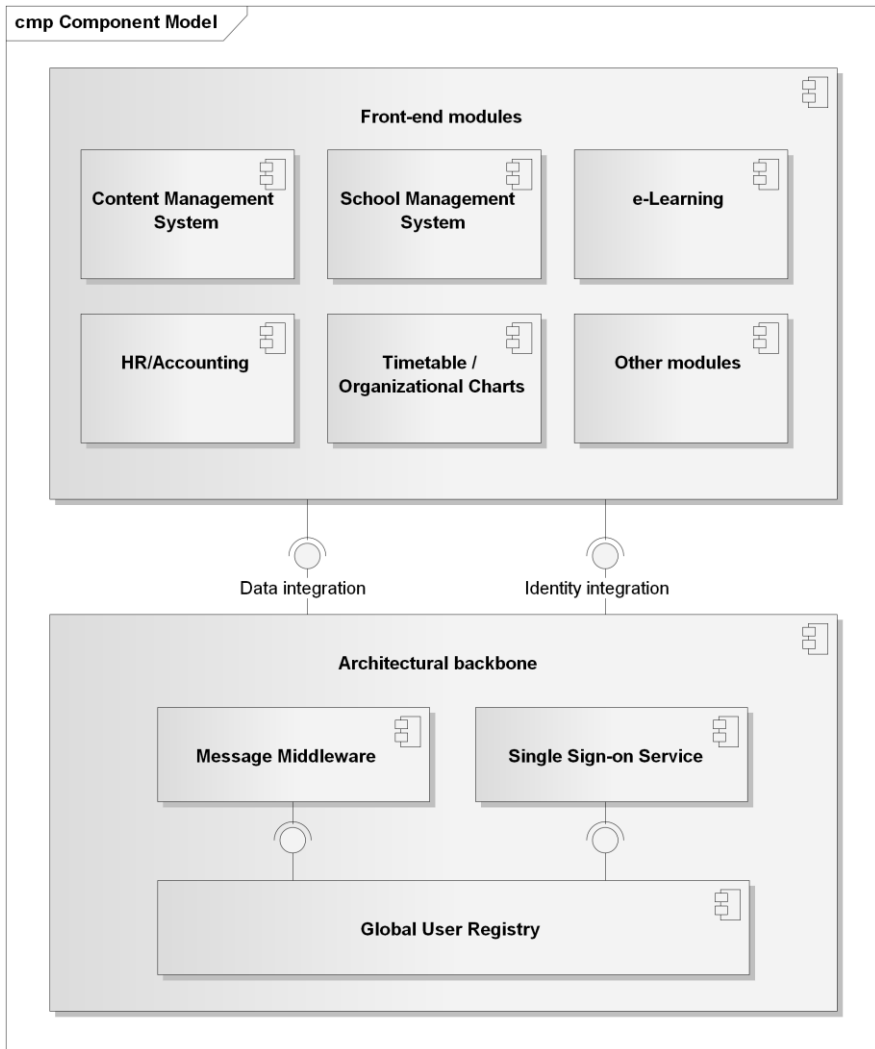 cmp Component Model
Front-end modules
Content Management
System
School Management
System
e-Learning
HR/Accounting
Timetable /
Organizational Charts
Other modules
Data integration
Identity integration
Architectural backbone
Message Middleware
Single Sign-on Service
Global User Registry